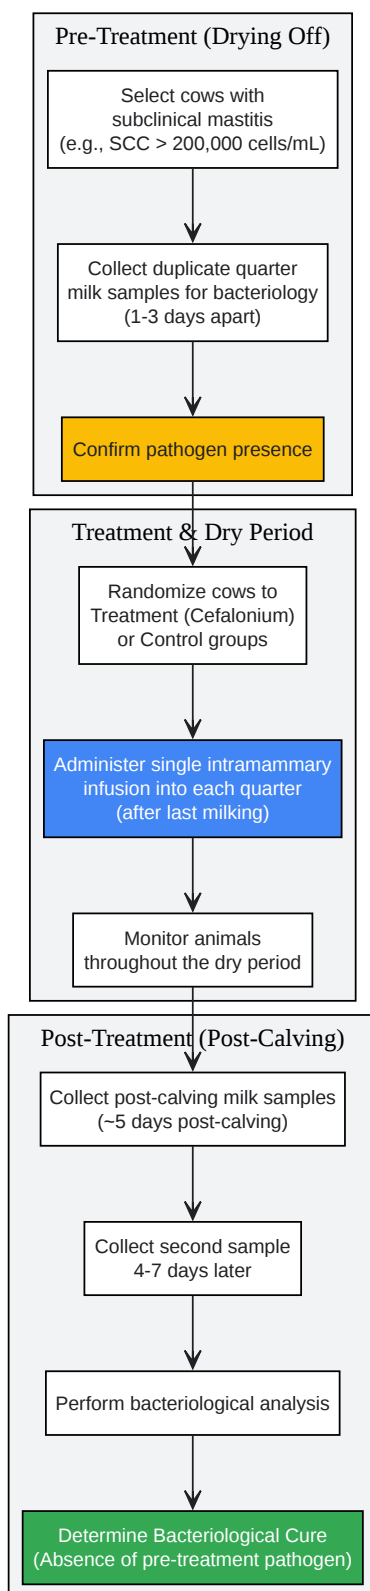 Pre-Treatment (Drying Off)
Select cows with
subclinical mastitis
(e.g., SCC > 200,000 cells/mL)
Collect duplicate quarter
milk samples for bacteriology
(1-3 days apart)
Confirm pathogen presence
Treatment & Dry Period
Randomize cows to
Treatment (Cefalonium)
or Control groups
Administer single intramammary
infusion into each quarter
(after last milking)
Monitor animals
throughout the dry period
Post-Treatment (Post-Calving)
Collect post-calving milk samples
(~5 days post-calving)
Collect second sample
4-7 days later
Perform bacteriological analysis
Determine Bacteriological Cure
(Absence of pre-treatment pathogen)